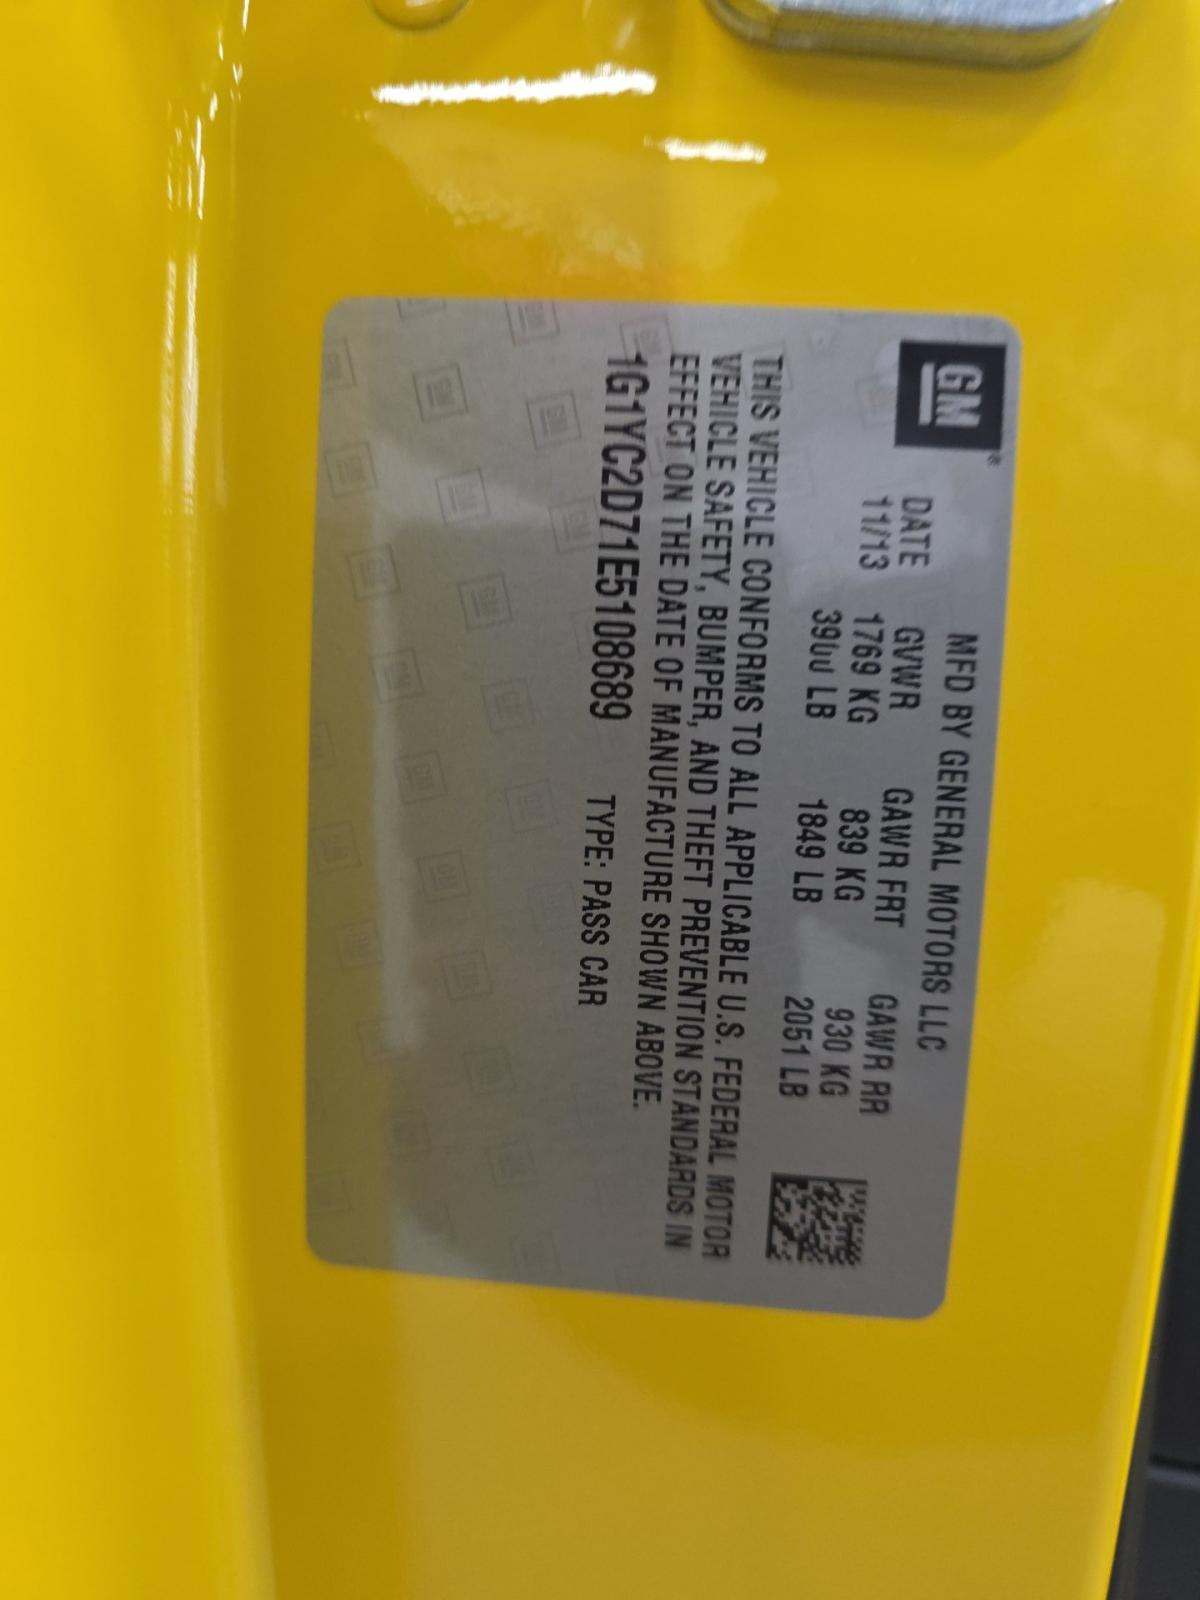 GM®
MFD BY GENERAL MOTORS LLC
DATE GVWR GAWR FRT GAWR RR
11/13 1769 KG 839 KG 930 KG
3900 LB 1849 LB 2051 LB
THIS VEHICLE CONFORMS TO ALL APPLICABLE U.S. FEDERAL MOTOR
VEHICLE SAFETY, BUMPER, AND THEFT PREVENTION STANDARDS IN
EFFECT ON THE DATE OF MANUFACTURE SHOWN ABOVE.
1G1YC2D71E5108689 TYPE: PASS CAR